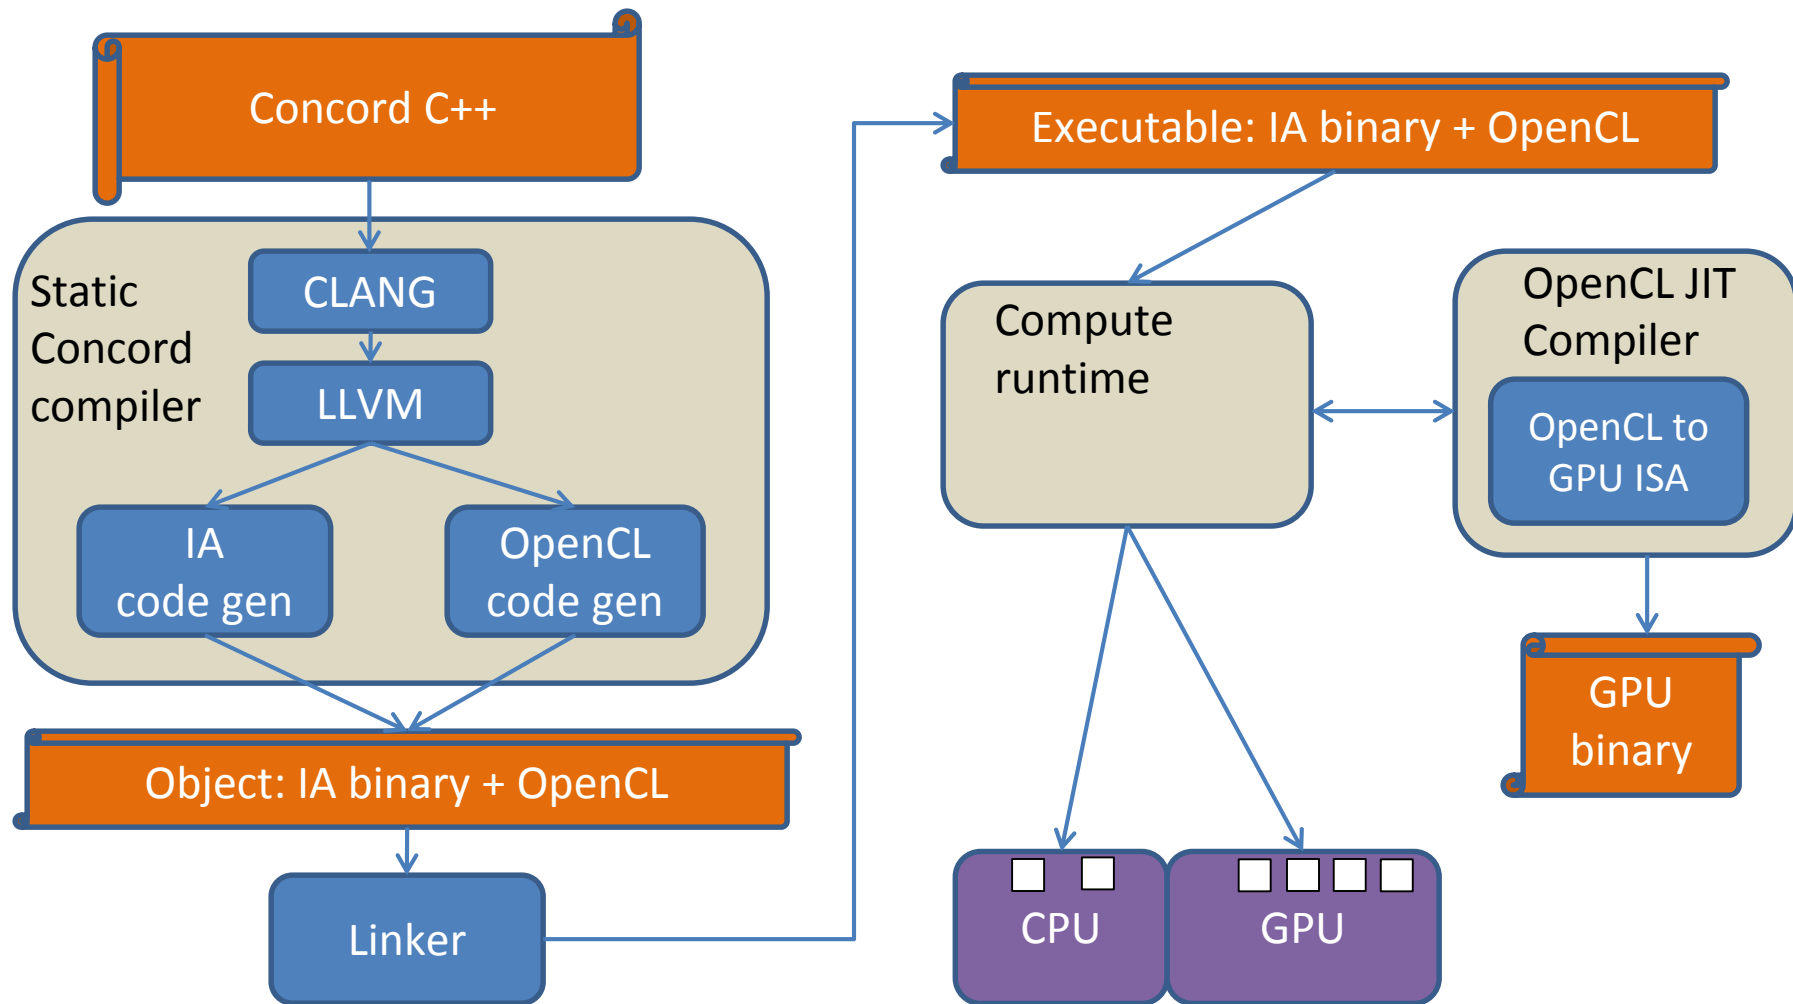 Concord C++
Static
Concord
compiler
CLANG
LLVM
IA
code gen
OpenCL
code gen
Object: IA binary + OpenCL
Linker
Executable: IA binary + OpenCL
Compute
runtime
OpenCL JIT
Compiler
OpenCL to
GPU ISA
GPU
binary
CPU
GPU